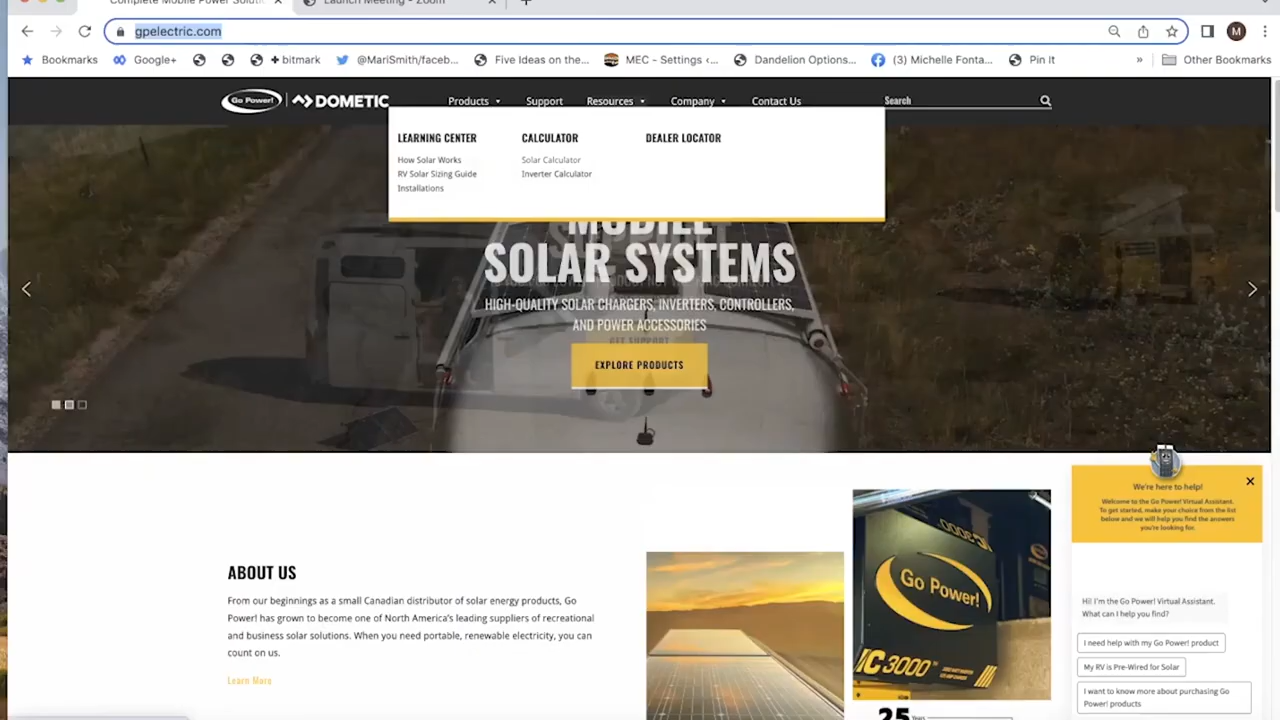 Complete Mobile Power Soluti
Launch Meeting - Zoom
gpelectric.com
M
Bookmarks
Google+
bitmark
@MariSmith/faceb...
Five Ideas on the...
MEC - Settings ‹...
Dandelion Options...
(3) Michelle Fonta...
Pin It
»
Other Bookmarks
Go Power!
DOMETIC
Products
Support
Resources
Company
Contact Us
Search
LEARNING CENTER
CALCULATOR
DEALER LOCATOR
How Solar Works
Solar Calculator
RV Solar Sizing Guide
Inverter Calculator
Installations
MOBILE
SOLAR SYSTEMS
HIGH-QUALITY SOLAR CHARGERS, INVERTERS, CONTROLLERS,
AND POWER ACCESSORIES
GET SUPPORT
EXPLORE PRODUCTS
We're here to help!
Welcome to the Go Power! Virtual Assistant.
To get started, make your choice from the list
below and we will help you find the answers
you're looking for.
Go Power!
IC3000
ABOUT US
From our beginnings as a small Canadian distributor of solar energy products, Go
Power! has grown to become one of North America's leading suppliers of recreational
and business solar solutions. When you need portable, renewable electricity, you can
count on us.
Learn More
Hi! I'm the Go Power! Virtual Assistant.
What can I help you find?
I need help with my Go Power! product
My RV is Pre-Wired for Solar
I want to know more about purchasing Go
Power! products
25 Years